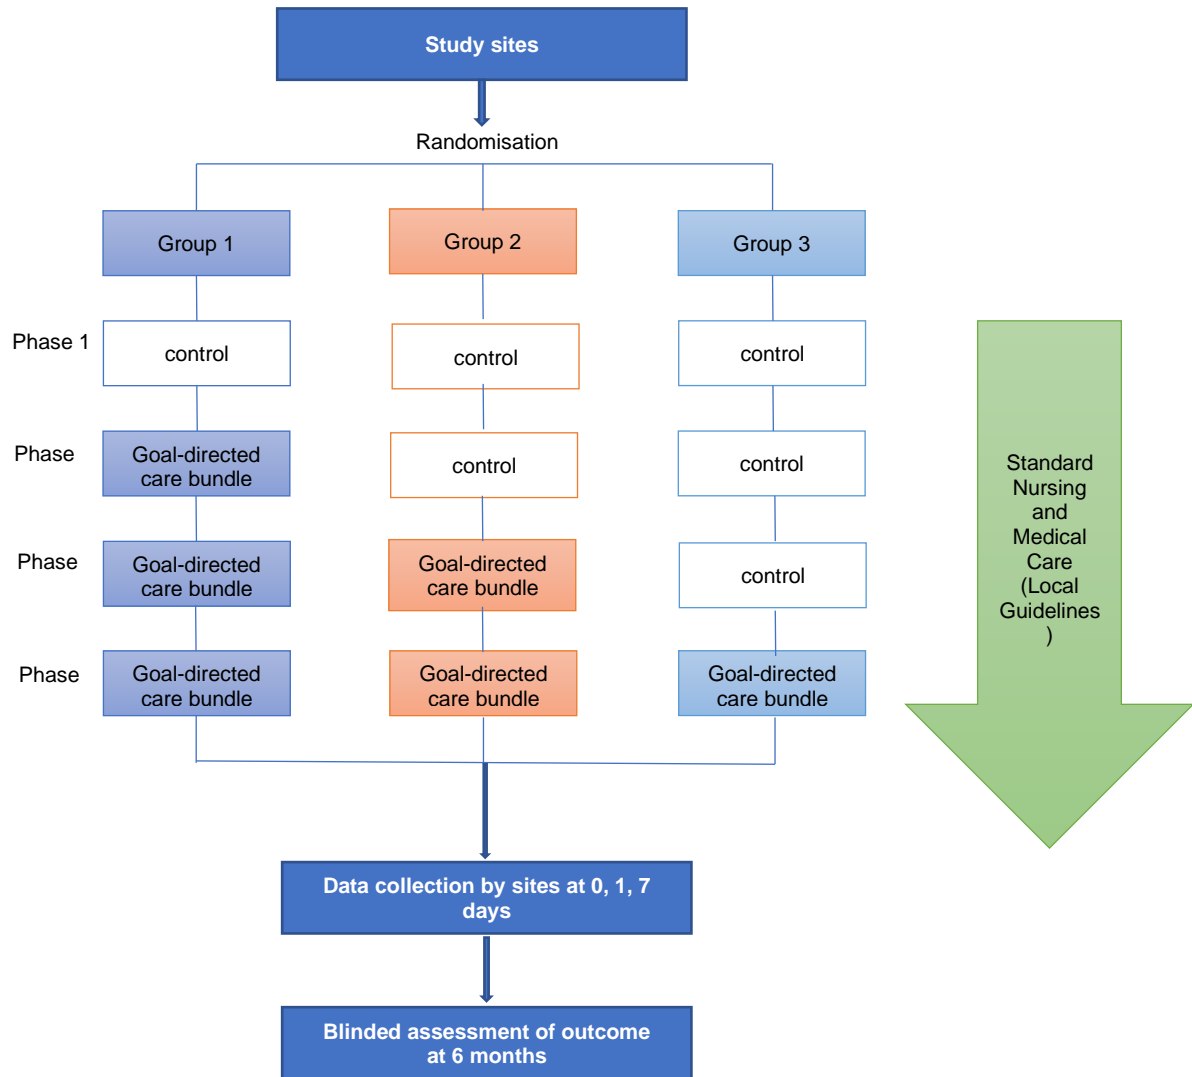 Study sites
Randomisation
Group 1
Group 2
Group 3
Phase 1
control
control
control
Phase
Goal-directed
care bundle
control
control
Phase
Goal-directed
care bundle
Goal-directed
care bundle
control
Phase
Goal-directed
care bundle
Goal-directed
care bundle
Goal-directed
care bundle
Standard
Nursing
and
Medical
Care
(Local
Guidelines
)
Data collection by sites at 0, 1, 7
days
Blinded assessment of outcome
at 6 months